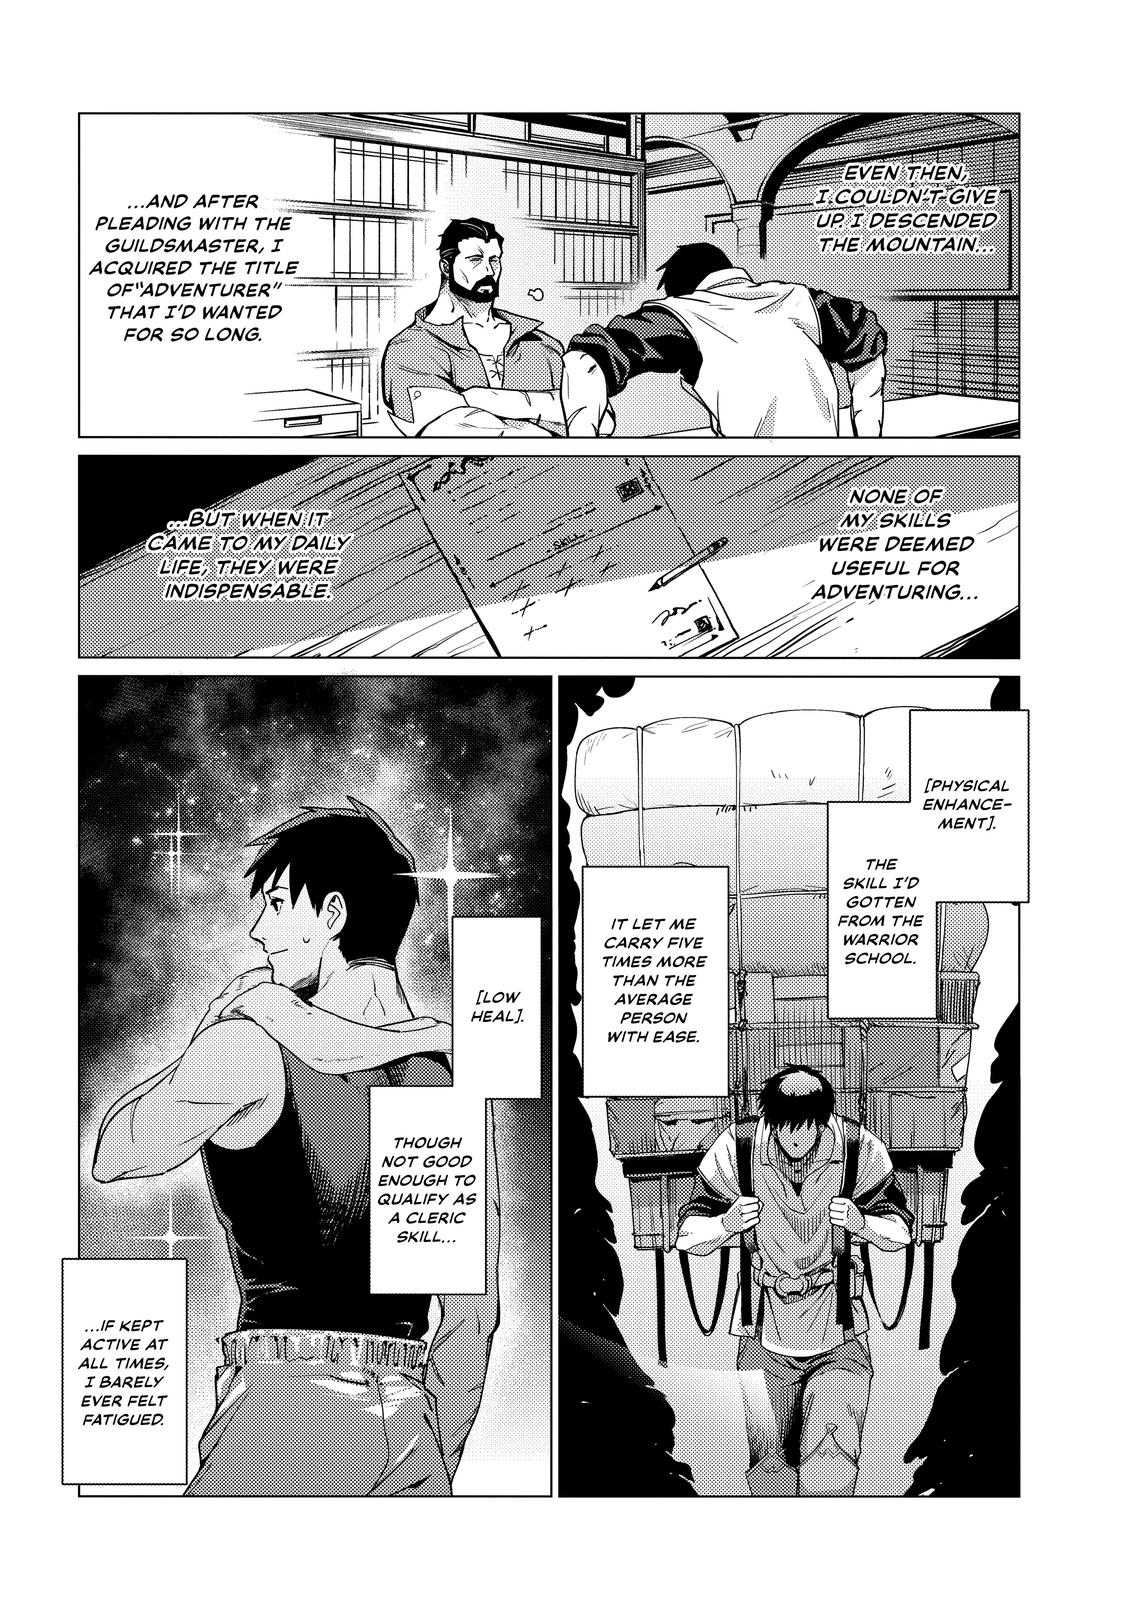 EVEN THEN,
I COULDN'T GIVE
UP. I DESCENDED
THE MOUNTAIN...
...AND AFTER
PLEADING WITH THE
GUILDSMASTER, I
ACQUIRED THE TITLE
OF "ADVENTURER"
THAT I'D WANTED
FOR SO LONG.
NONE OF
MY SKILLS
WERE DEEMED
USEFUL FOR
ADVENTURING...
SKILL
...BUT WHEN IT
CAME TO MY DAILY
LIFE, THEY WERE
INDISPENSABLE.
[PHYSICAL
ENHANCE-
MENT].
THE
SKILL I'D
GOTTEN
FROM THE
WARRIOR
SCHOOL.
IT LET ME
CARRY FIVE
TIMES MORE
THAN THE
AVERAGE
PERSON
WITH EASE.
[LOW
HEAL].
THOUGH
NOT GOOD
ENOUGH TO
QUALIFY AS
A CLERIC
SKILL...
...IF KEPT
ACTIVE AT
ALL TIMES,
I BARELY
EVER FELT
FATIGUED.